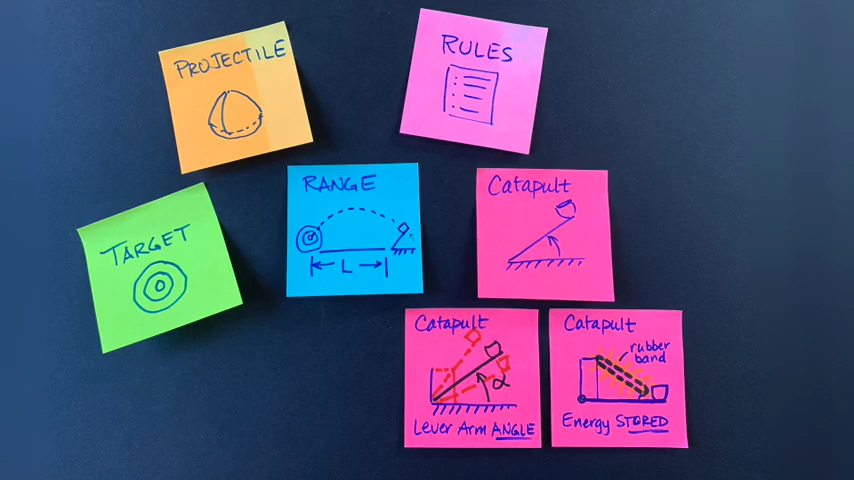 PROJECTILE
RULES
TARGET
RANGE
L
Catapult
Catapult
α
Lever Arm ANGLE
Catapult
rubber
band
Energy STORED